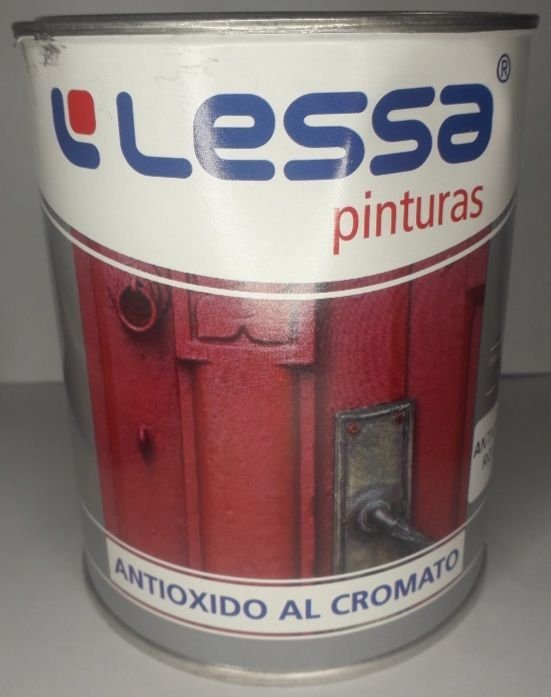 Lessa®
pinturas
ANTIOXIDO AL CROMATO